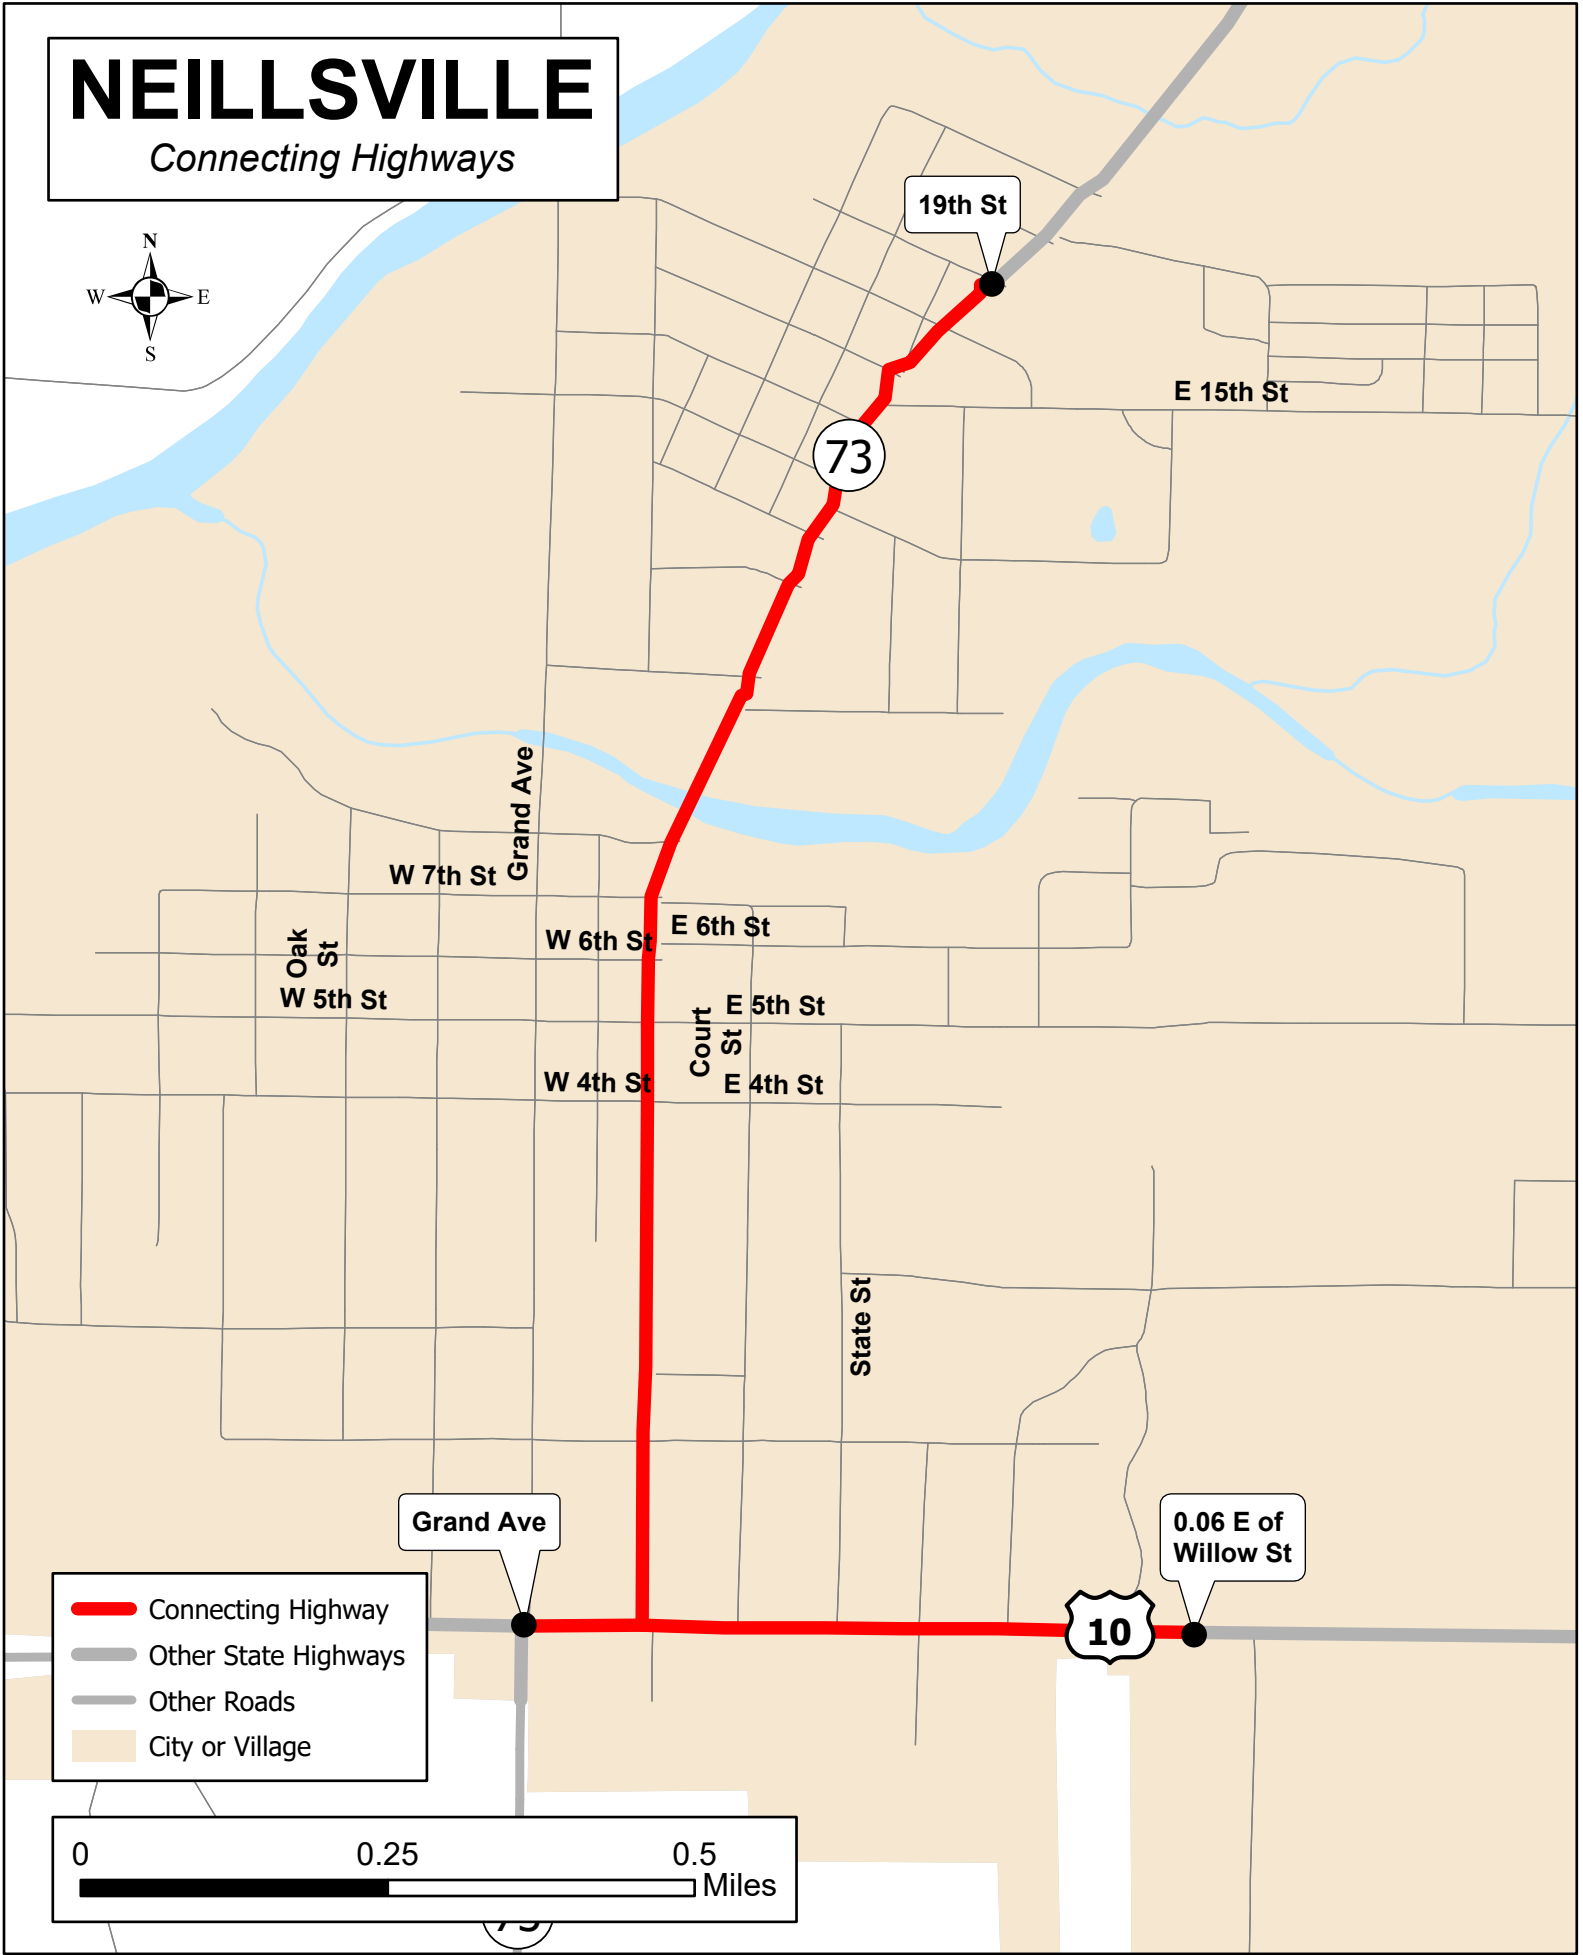 NEILLSVILLE
Connecting Highways
N
W
E
S
19th St
E 15th St
73
Grand Ave
W 7th St
E 6th St
W 6th St
Oak
St
W 5th St
E 5th St
Court
St
W 4th St
E 4th St
State St
Grand Ave
0.06 E of
Willow St
10
Connecting Highway
Other State Highways
Other Roads
City or Village
0
0.25
0.5
Miles